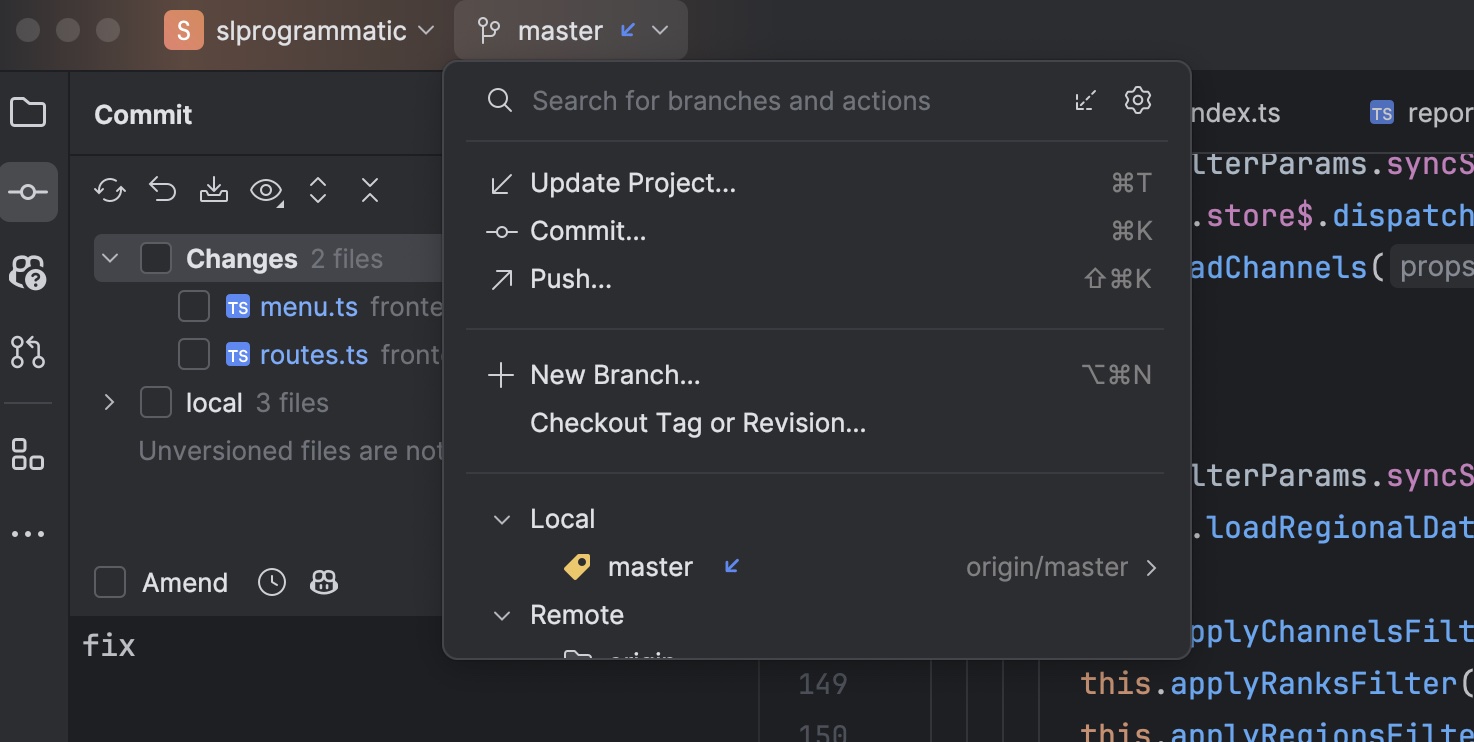 S slprogrammatic master
Commit
Search for branches and actions
ndex.ts
TS repor
Update Project... ⌘T
Commit... ⌘K
Push... ⇧⌘K
New Branch... ⌥⌘N
Checkout Tag or Revision...
Local
master origin/master
Remote
origin
Changes 2 files
TS menu.ts fronte
TS routes.ts front
local 3 files
Unversioned files are not
Amend
fix
lterParams.syncS
.store$.dispatch
adChannels( props
lterParams.syncS
.loadRegionalDat
pplyChannelsFilt
149 this.applyRanksFilter(
150 this.applyRegionsFilte